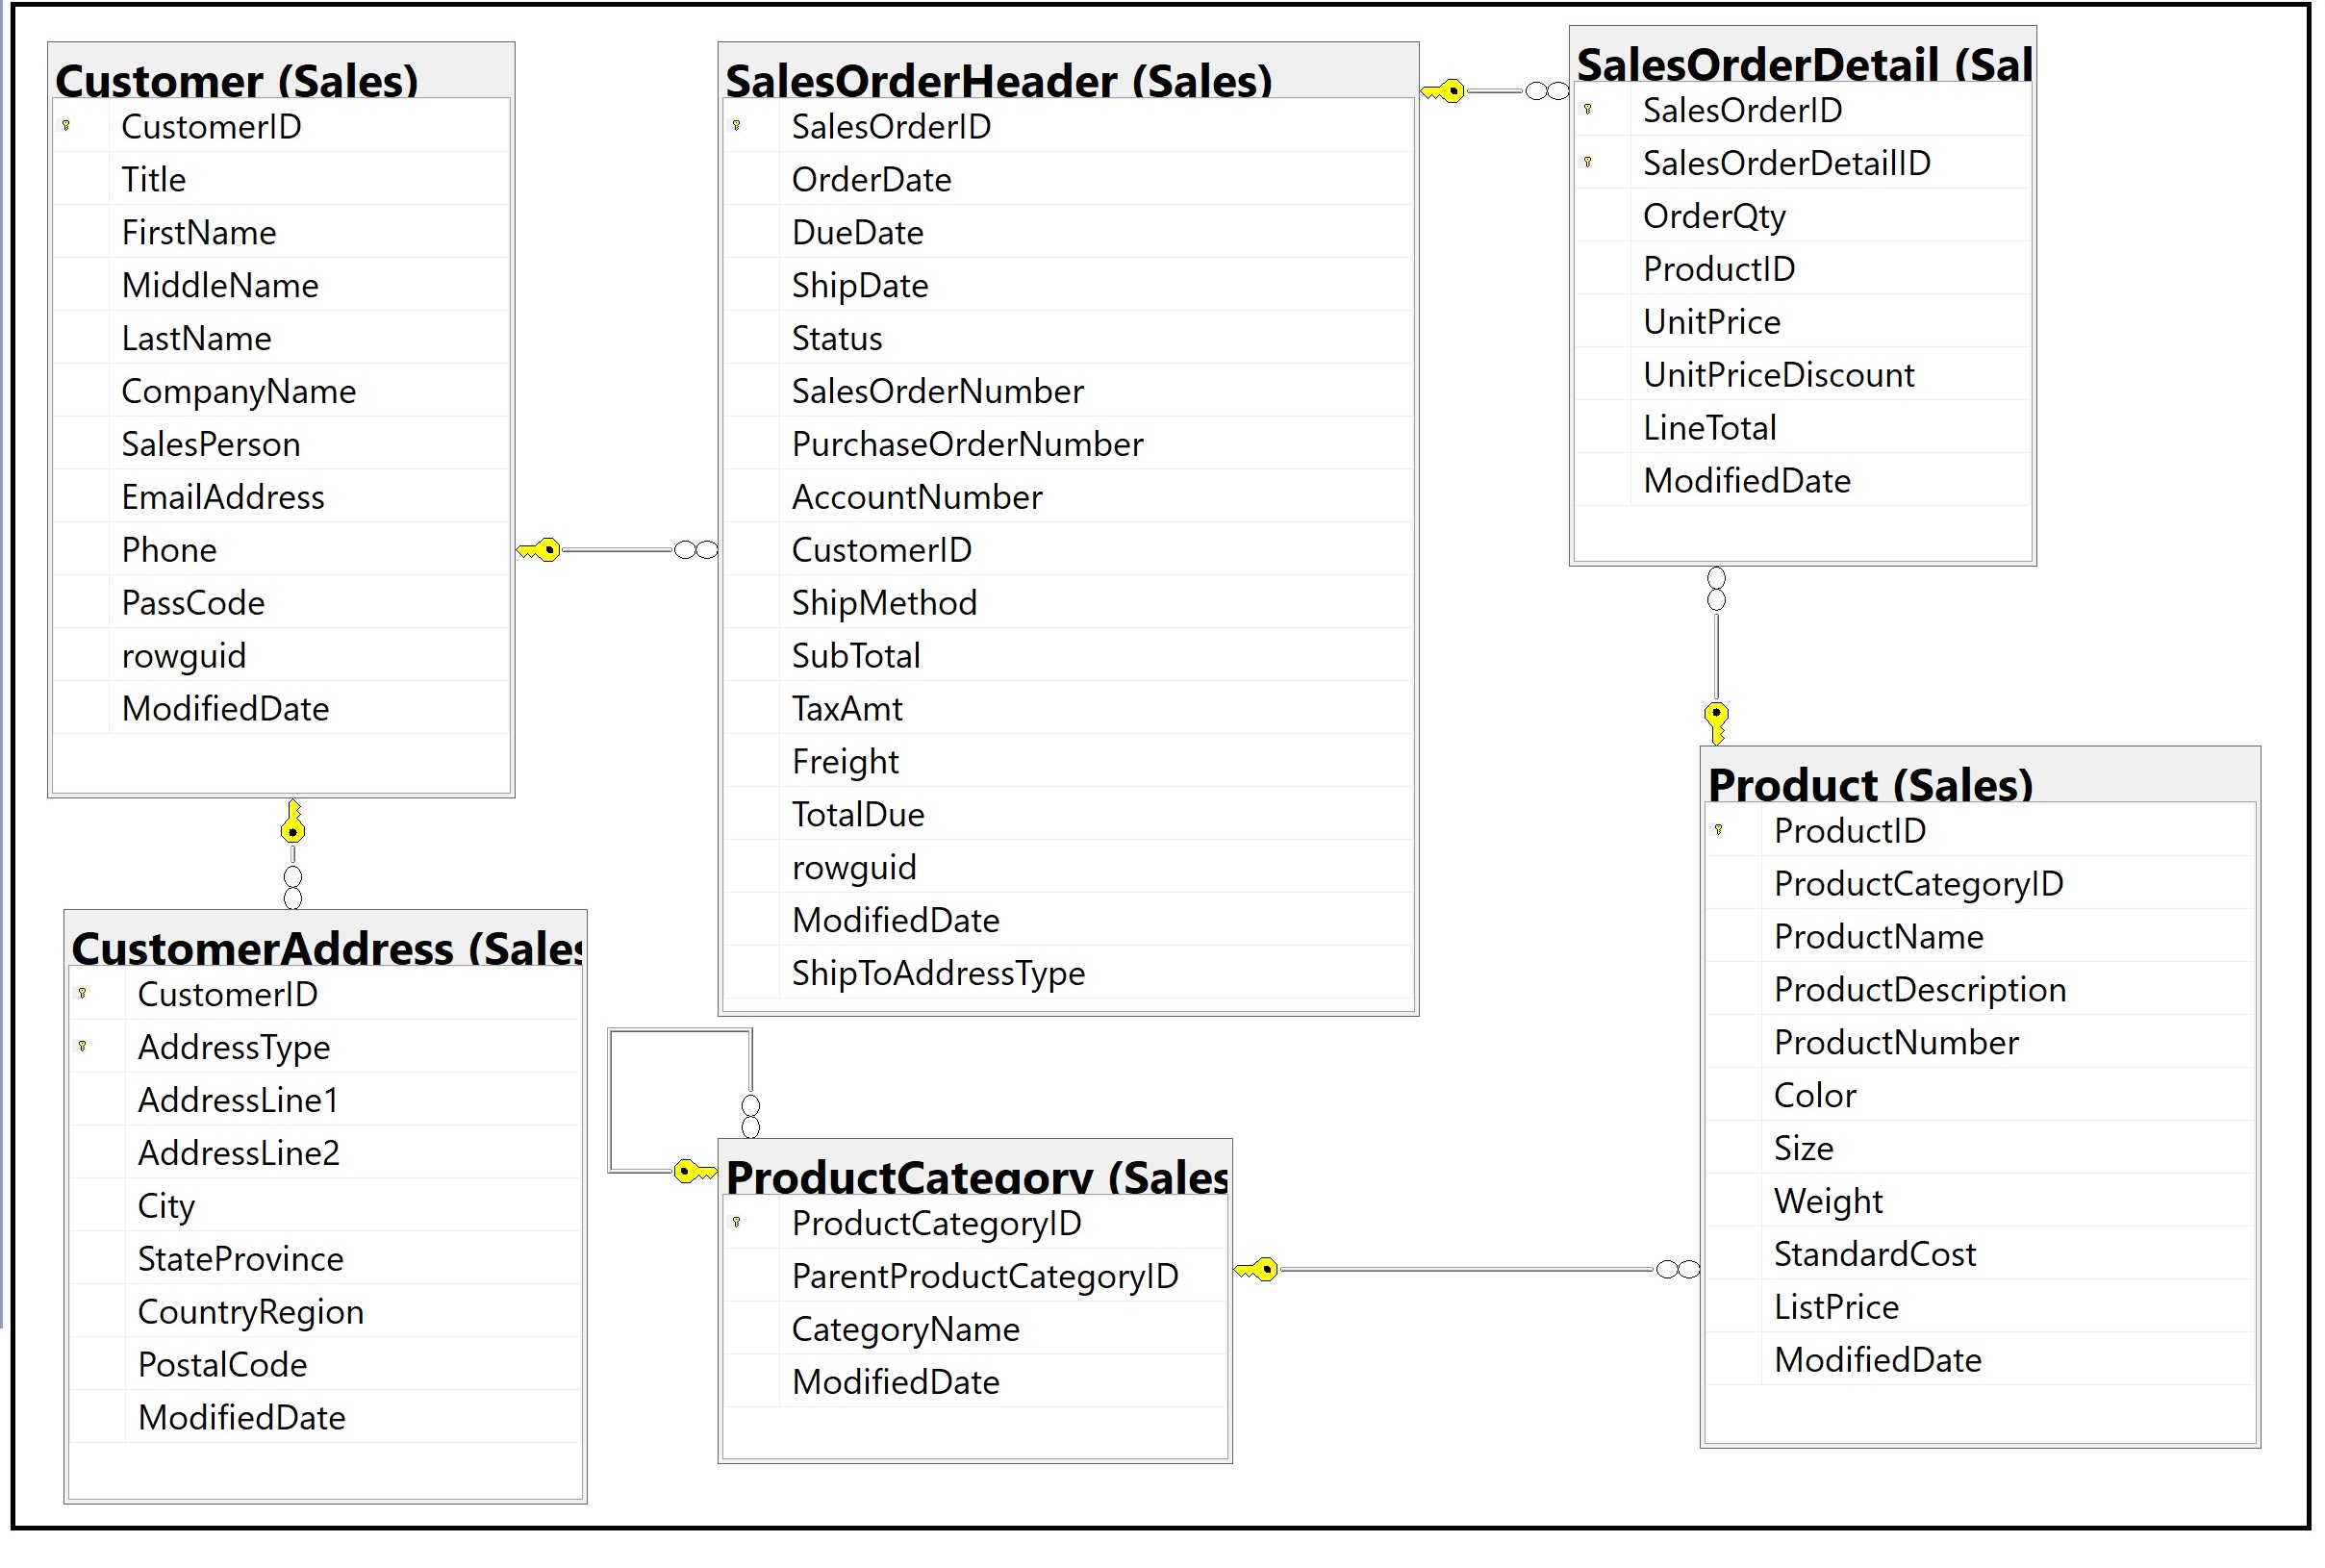 Customer (Sales)
CustomerID
Title
FirstName
MiddleName
LastName
CompanyName
SalesPerson
EmailAddress
Phone
PassCode
rowguid
ModifiedDate
SalesOrderHeader (Sales)
SalesOrderID
OrderDate
DueDate
ShipDate
Status
SalesOrderNumber
PurchaseOrderNumber
AccountNumber
CustomerID
ShipMethod
SubTotal
TaxAmt
Freight
TotalDue
rowguid
ModifiedDate
ShipToAddressType
SalesOrderDetail (Sal
SalesOrderID
SalesOrderDetailID
OrderQty
ProductID
UnitPrice
UnitPriceDiscount
LineTotal
ModifiedDate
CustomerAddress (Sales
CustomerID
AddressType
AddressLine1
AddressLine2
City
StateProvince
CountryRegion
PostalCode
ModifiedDate
ProductCategory (Sales
ProductCategoryID
ParentProductCategoryID
CategoryName
ModifiedDate
Product (Sales)
ProductID
ProductCategoryID
ProductName
ProductDescription
ProductNumber
Color
Size
Weight
StandardCost
ListPrice
ModifiedDate